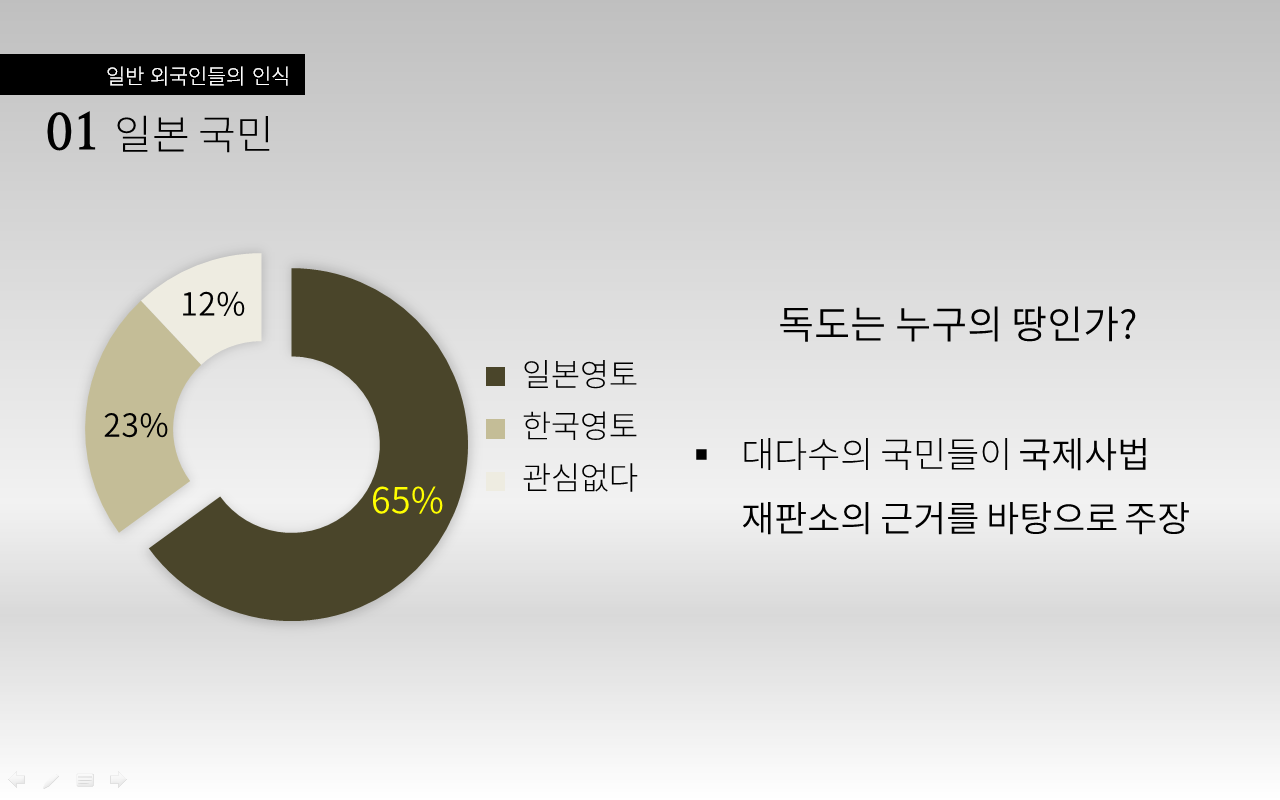 일반 외국인들의 인식
01 일본 국민
12%
23%
65%
일본영토
한국영토
관심없다
독도는 누구의 땅인가?
▪ 대다수의 국민들이 국제사법
재판소의 근거를 바탕으로 주장